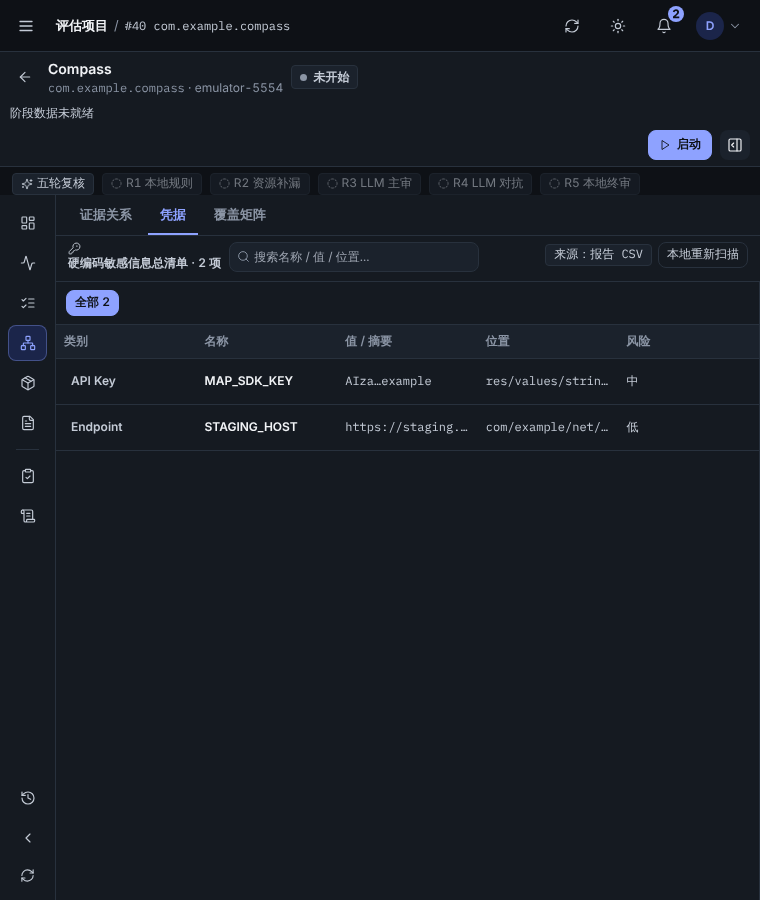 评估项目 / #40 com.example.compass
2
D
Compass
com.example.compass · emulator-5554
未开始
阶段数据未就绪
启动
五轮复核
R1 本地规则
R2 资源补漏
R3 LLM 主审
R4 LLM 对抗
R5 本地终审
证据关系
凭据
覆盖矩阵
硬编码敏感信息总清单 · 2 项
搜索名称 / 值 / 位置…
来源：报告 CSV
本地重新扫描
全部 2
类别 名称 值 / 摘要 位置 风险
API Key MAP_SDK_KEY AIza…example res/values/strin… 中
Endpoint STAGING_HOST https://staging.… com/example/net/… 低